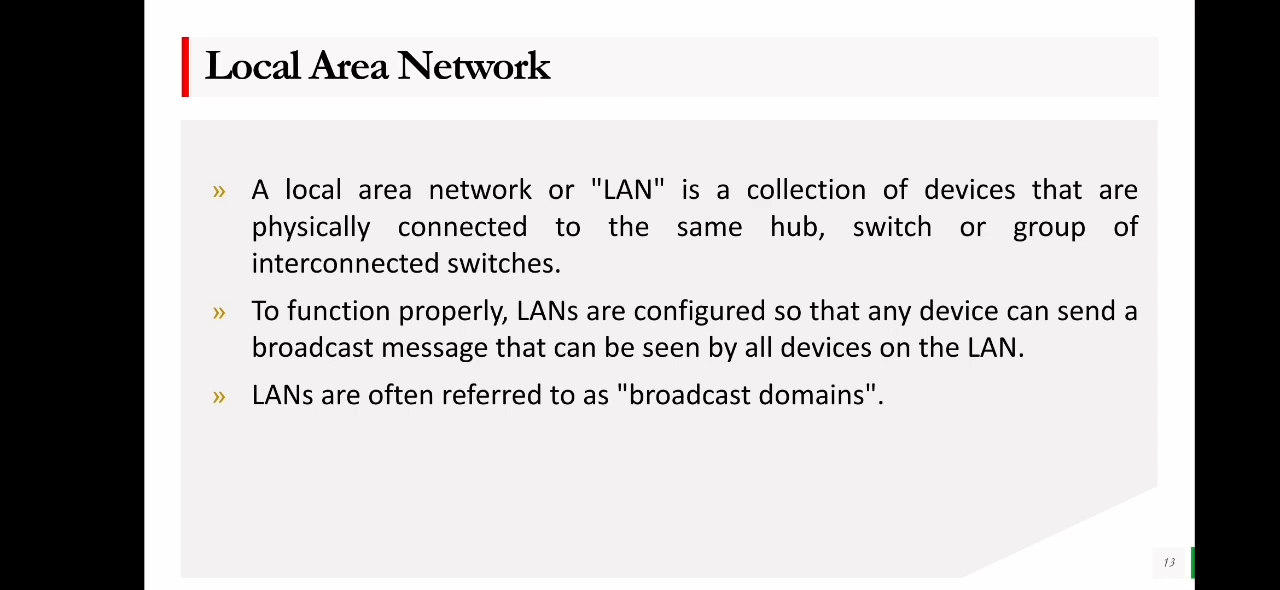 Local Area Network
» A local area network or "LAN" is a collection of devices that are
physically connected to the same hub, switch or group of
interconnected switches.
» To function properly, LANs are configured so that any device can send a
broadcast message that can be seen by all devices on the LAN.
» LANs are often referred to as "broadcast domains".
13